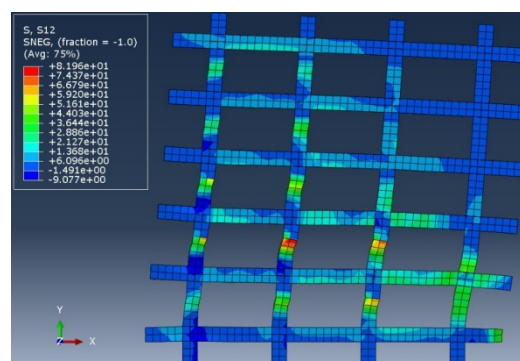 S, S12
SNEG, (fraction = -1.0)
(Avg: 75%)
+8.196e+01
+7.437e+01
+6.679e+01
+5.920e+01
+5.161e+01
+4.403e+01
+3.644e+01
+2.886e+01
+2.127e+01
+1.368e+01
+6.096e+00
-1.491e+00
-9.077e+00
Y
Z
X